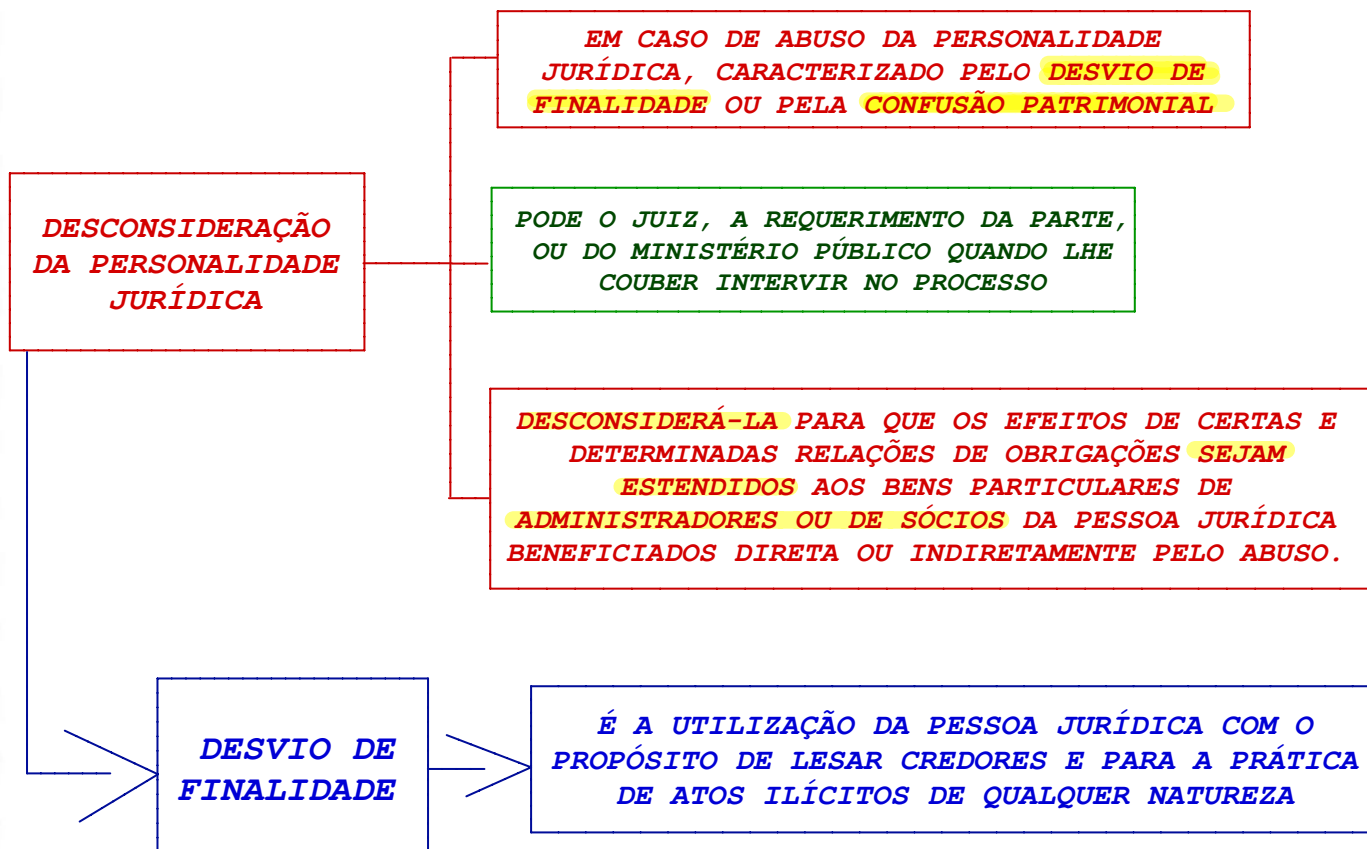 EM CASO DE ABUSO DA PERSONALIDADE
JURÍDICA, CARACTERIZADO PELO DESVIO DE
FINALIDADE OU PELA CONFUSÃO PATRIMONIAL
DESCONSIDERAÇÃO
DA PERSONALIDADE
JURÍDICA
PODE O JUIZ, A REQUERIMENTO DA PARTE,
OU DO MINISTÉRIO PÚBLICO QUANDO LHE
COUBER INTERVIR NO PROCESSO
DESCONSIDERÁ-LA PARA QUE OS EFEITOS DE CERTAS E
DETERMINADAS RELAÇÕES DE OBRIGAÇÕES SEJAM
ESTENDIDOS AOS BENS PARTICULARES DE
ADMINISTRADORES OU DE SÓCIOS DA PESSOA JURÍDICA
BENEFICIADOS DIRETA OU INDIRETAMENTE PELO ABUSO.
DESVIO DE
FINALIDADE
É A UTILIZAÇÃO DA PESSOA JURÍDICA COM O
PROPÓSITO DE LESAR CREDORES E PARA A PRÁTICA
DE ATOS ILÍCITOS DE QUALQUER NATUREZA